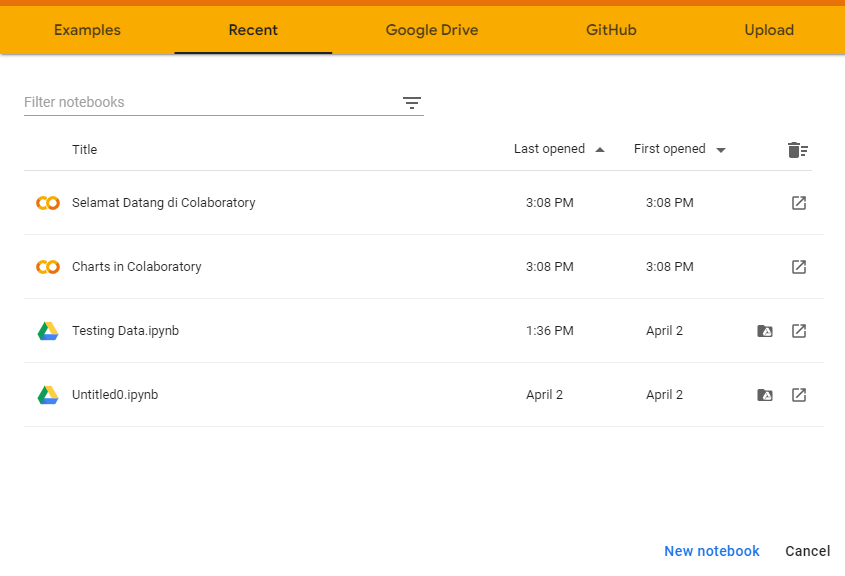 Examples Recent Google Drive GitHub Upload
Filter notebooks
Title Last opened First opened
Selamat Datang di Colaboratory 3:08 PM 3:08 PM
Charts in Colaboratory 3:08 PM 3:08 PM
Testing Data.ipynb 1:36 PM April 2
Untitled0.ipynb April 2 April 2
New notebook Cancel